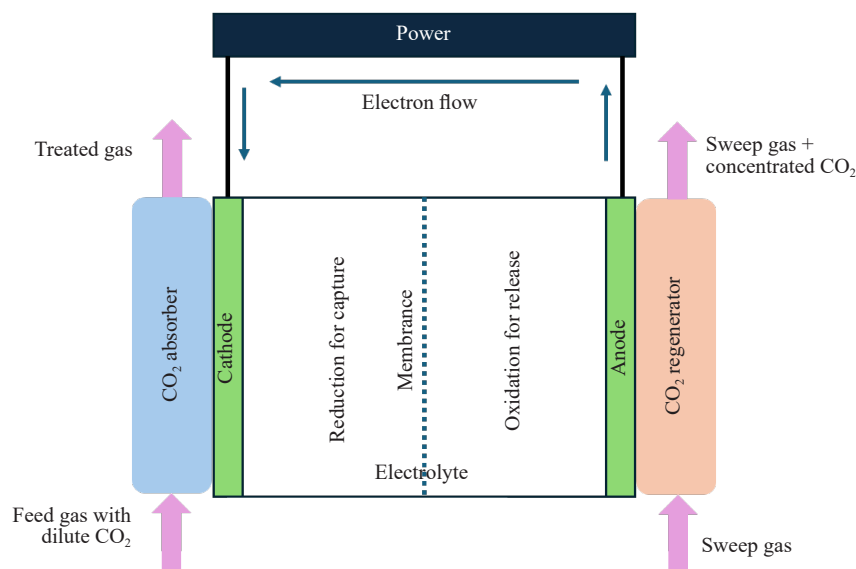 Power
Electron flow
Treated gas
Sweep gas +
concentrated CO₂
CO₂ absorber
Cathode
Reduction for capture
Membrance
Oxidation for release
Anode
CO₂ regenerator
Electrolyte
Feed gas with
dilute CO₂
Sweep gas